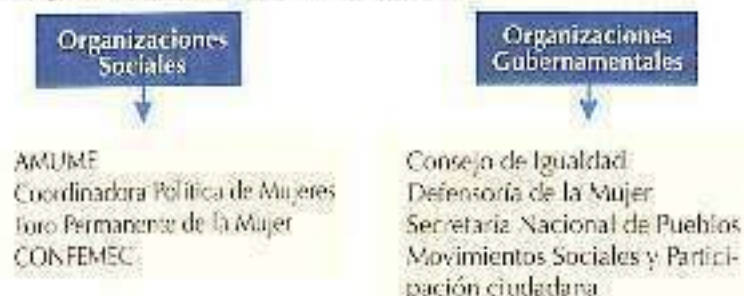 Organizaciones
Sociales
AMUME
Coordinadora Política de Mujeres
Foro Permanente de la Mujer
CONFEMEC
Organizaciones
Gubernamentales
Consejo de Igualdad
Defensoría de la Mujer
Secretaria Nacional de Pueblos
Movimientos Sociales y Partici-
pación ciudadana